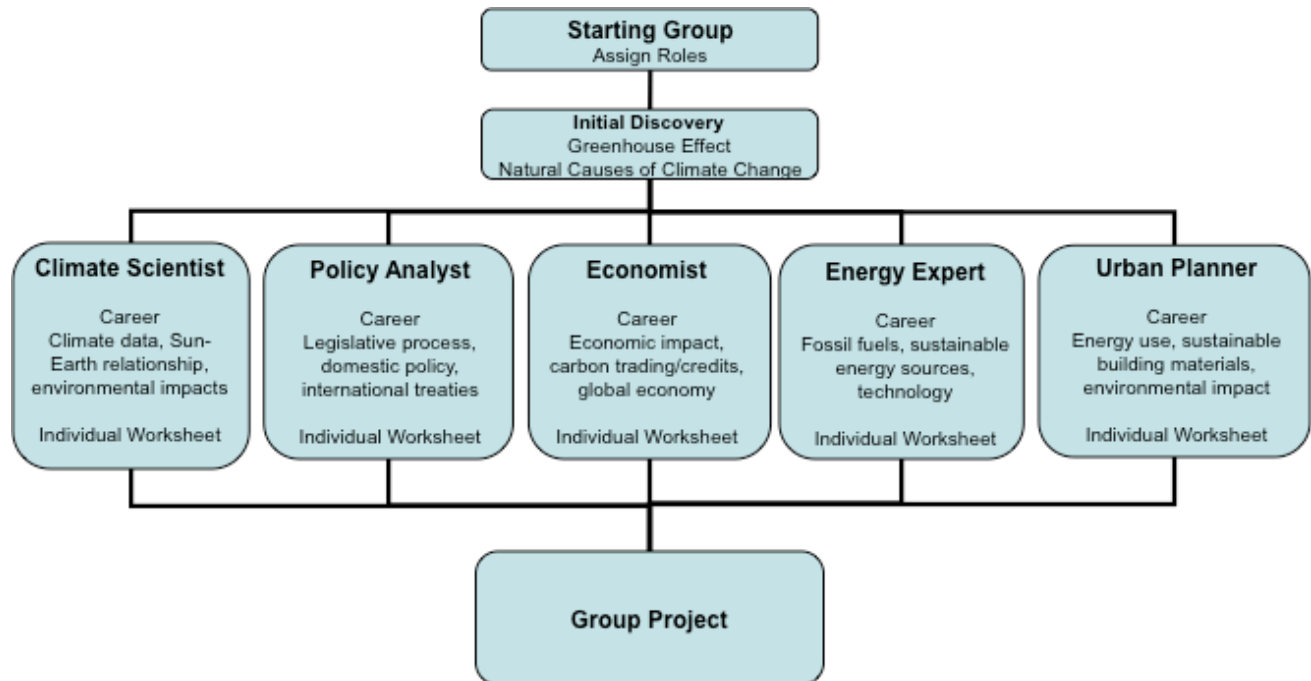 Starting Group
Assign Roles
Initial Discovery
Greenhouse Effect
Natural Causes of Climate Change
Climate Scientist
Career
Climate data, Sun-
Earth relationship,
environmental impacts
Individual Worksheet
Policy Analyst
Career
Legislative process,
domestic policy,
international treaties
Individual Worksheet
Economist
Career
Economic impact,
carbon trading/credits,
global economy
Individual Worksheet
Energy Expert
Career
Fossil fuels, sustainable
energy sources,
technology
Individual Worksheet
Urban Planner
Career
Energy use, sustainable
building materials,
environmental impact
Individual Worksheet
Group Project